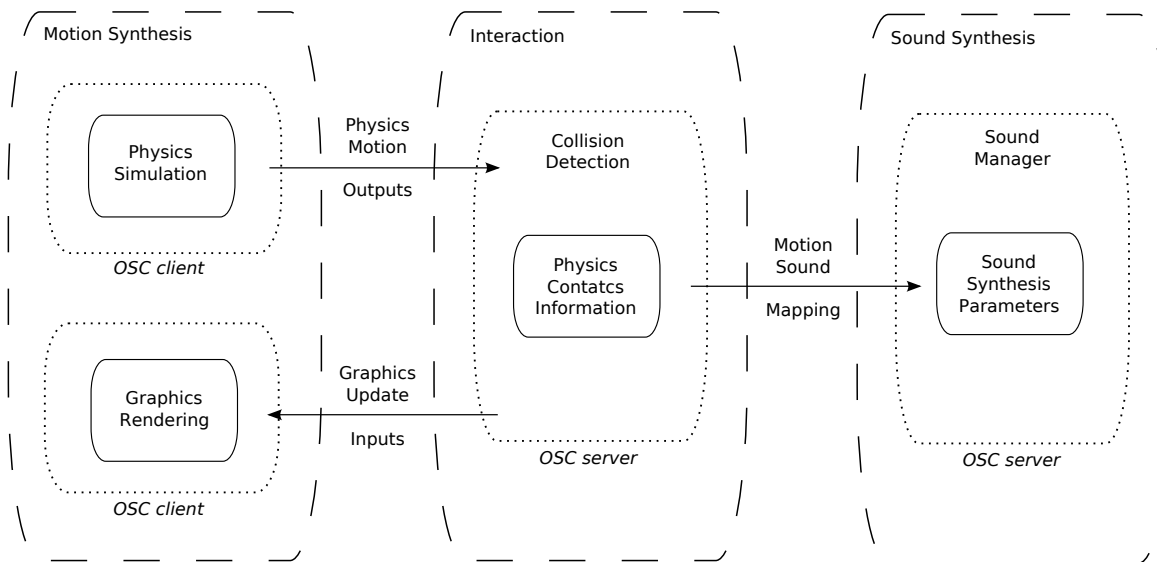 Motion Synthesis
Physics
Simulation
OSC client
Graphics
Rendering
OSC client
Physics
Motion
Outputs
Graphics
Update
Inputs
Interaction
Collision
Detection
Physics
Contatcs
Information
OSC server
Motion
Sound
Mapping
Sound Synthesis
Sound
Manager
Sound
Synthesis
Parameters
OSC server